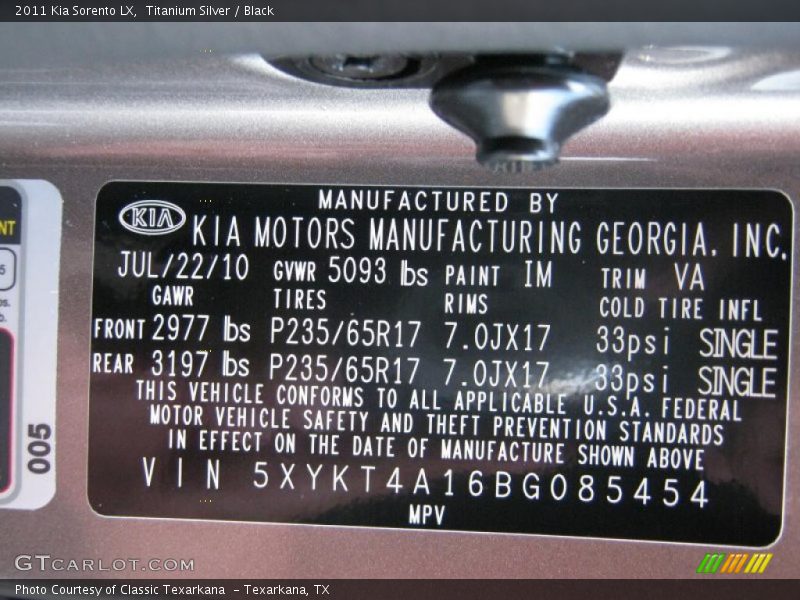 2011 Kia Sorento LX, Titanium Silver / Black
MANUFACTURED BY
KIA KIA MOTORS MANUFACTURING GEORGIA, INC.
JUL/22/10 GVWR 5093 lbs PAINT IM TRIM VA
GAWR TIRES RIMS COLD TIRE INFL
FRONT 2977 lbs P235/65R17 7.0JX17 33psi SINGLE
REAR 3197 lbs P235/65R17 7.0JX17 33psi SINGLE
THIS VEHICLE CONFORMS TO ALL APPLICABLE U.S.A. FEDERAL
MOTOR VEHICLE SAFETY AND THEFT PREVENTION STANDARDS
IN EFFECT ON THE DATE OF MANUFACTURE SHOWN ABOVE
VIN 5XYKT4A16BG085454
MPV
005
GTCARLOT.COM
Photo Courtesy of Classic Texarkana - Texarkana, TX